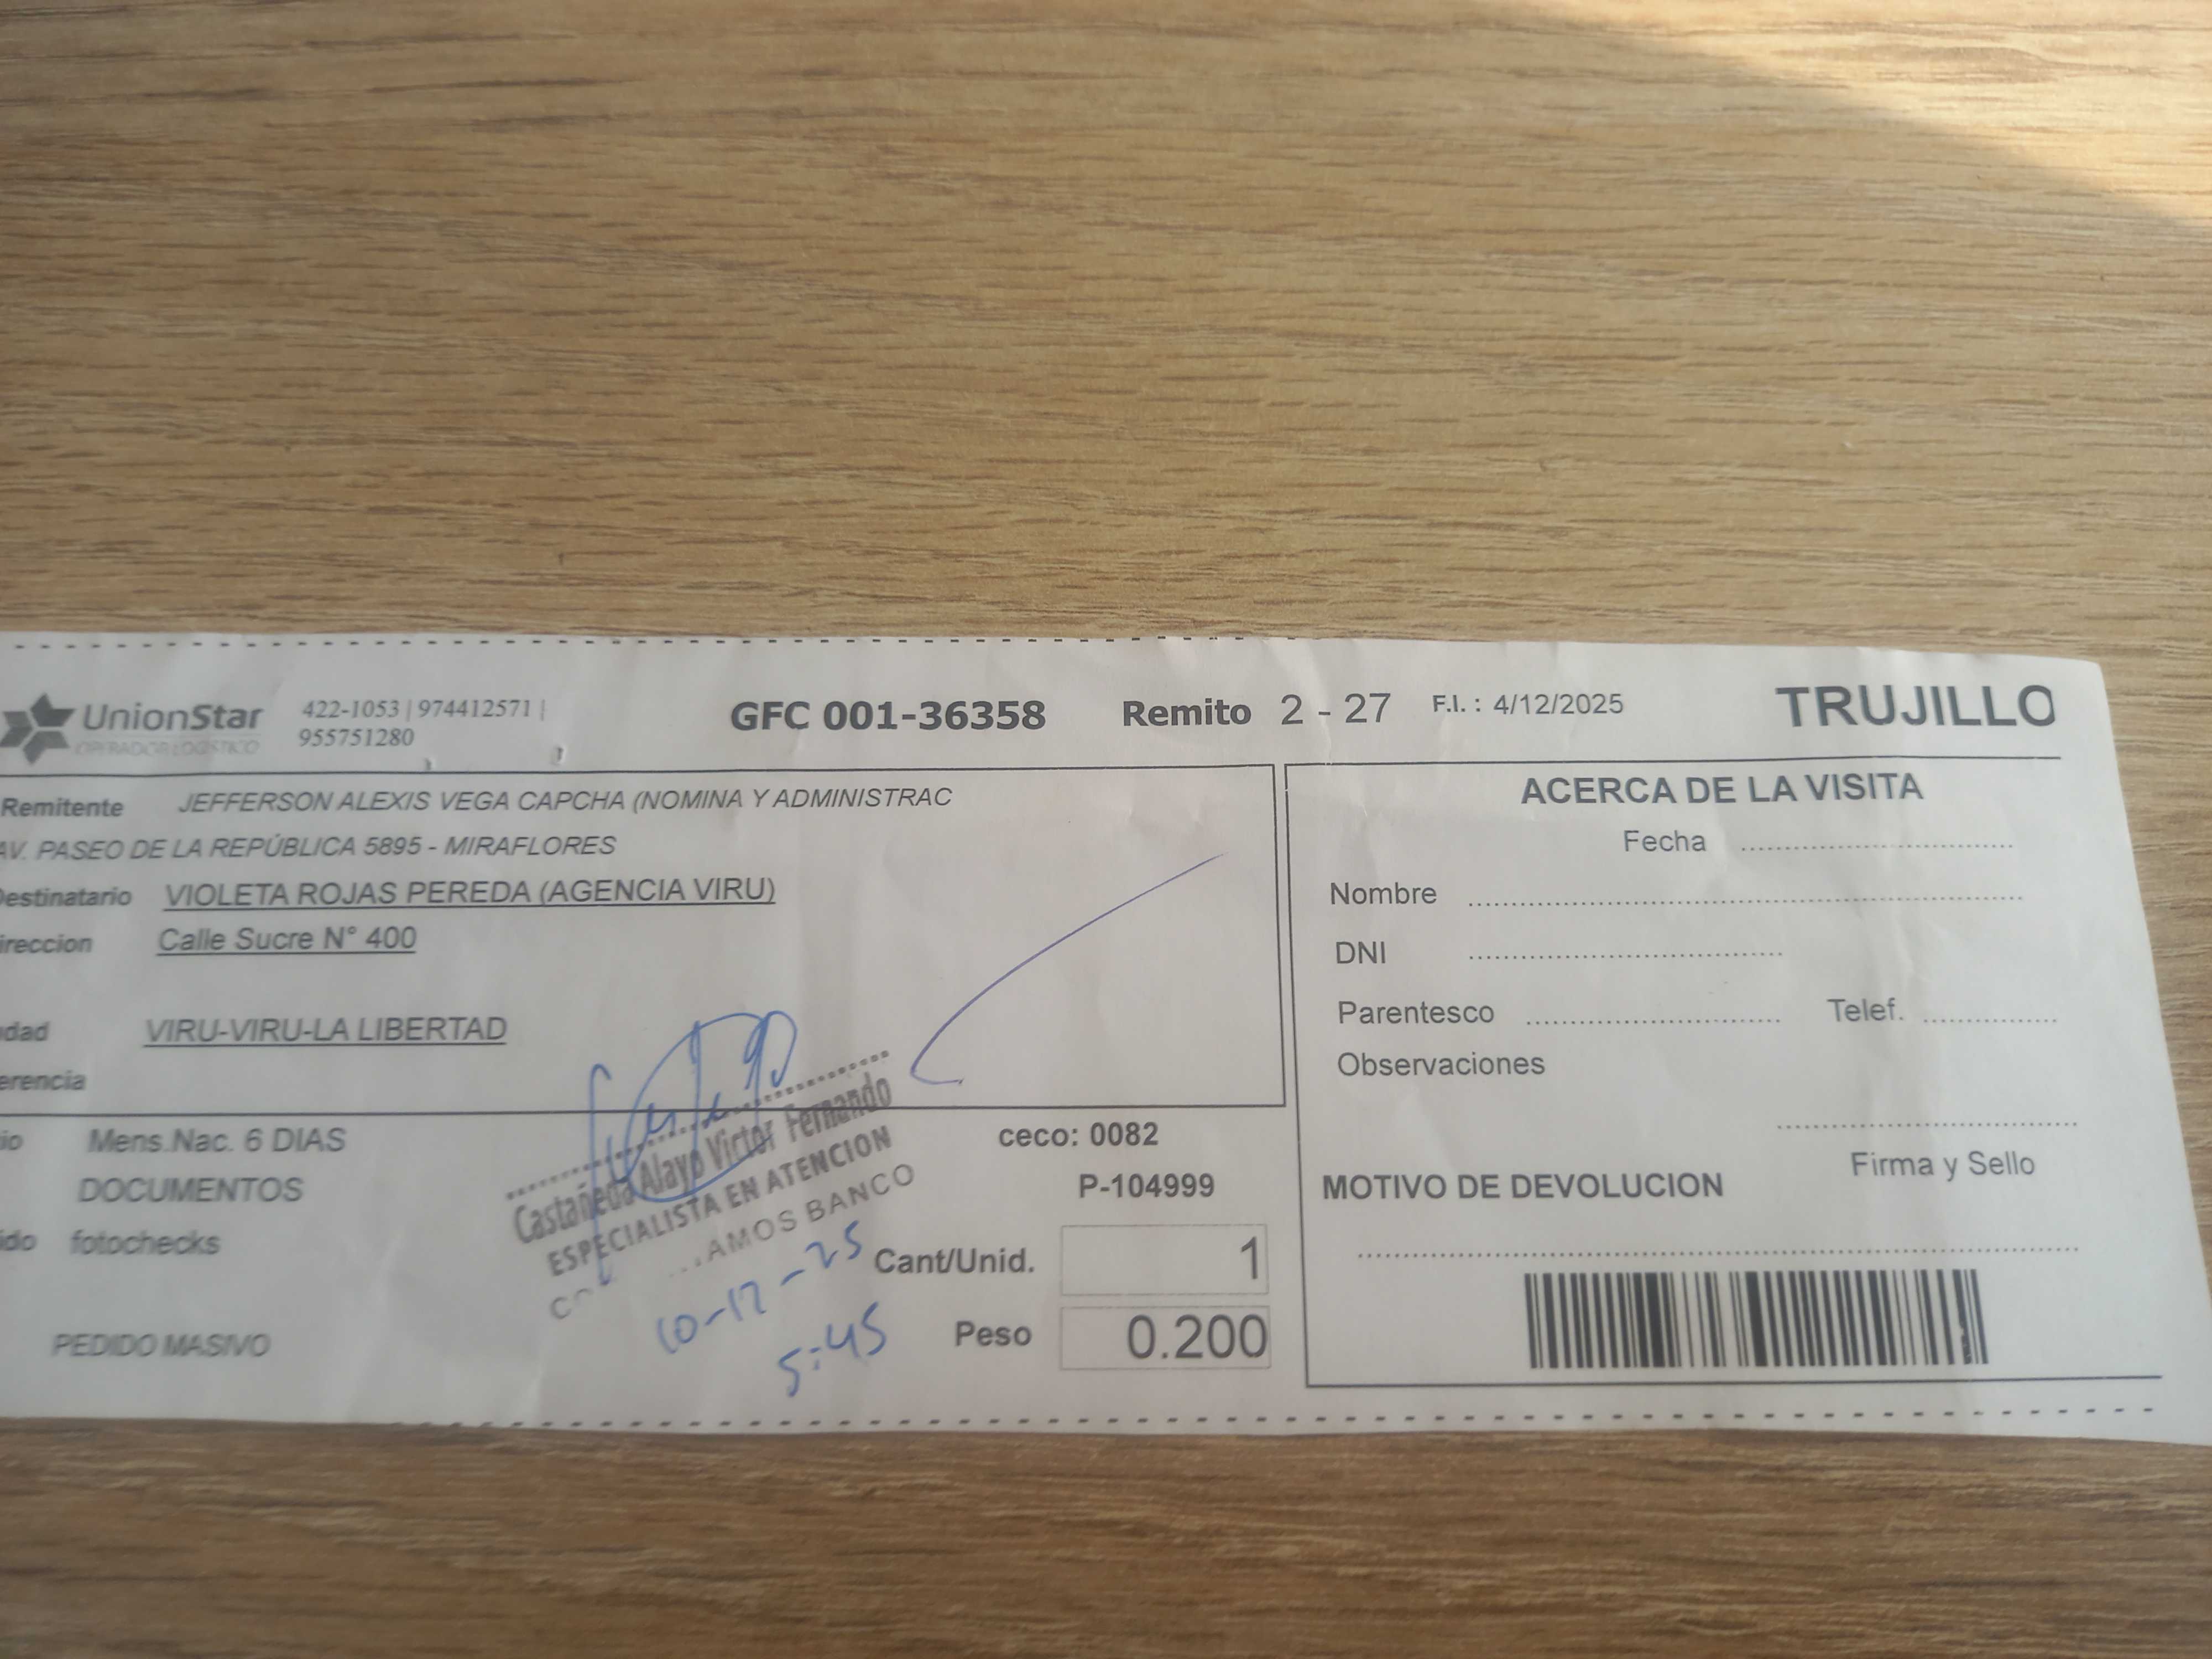 UnionStar
OPERADOR LOGISTICO
422-1053 | 974412571 |
955751280
GFC 001-36358
Remito 2 - 27
F.I. : 4/12/2025
TRUJILLO
Remitente JEFFERSON ALEXIS VEGA CAPCHA (NOMINA Y ADMINISTRAC
AV. PASEO DE LA REPÚBLICA 5895 - MIRAFLORES
Destinatario VIOLETA ROJAS PEREDA (AGENCIA VIRU)
ireccion Calle Sucre N° 400
dad VIRU-VIRU-LA LIBERTAD
erencia
io Mens.Nac. 6 DIAS
DOCUMENTOS
ido fotochecks
PEDIDO MASIVO
Castañeda Alayo Victor Fernando
ESPECIALISTA EN ATENCION
AMOS BANCO
10-12-25
5:45
ceco: 0082
P-104999
Cant/Unid. 1
Peso 0.200
ACERCA DE LA VISITA
Fecha
Nombre
DNI
Parentesco Telef.
Observaciones
Firma y Sello
MOTIVO DE DEVOLUCION